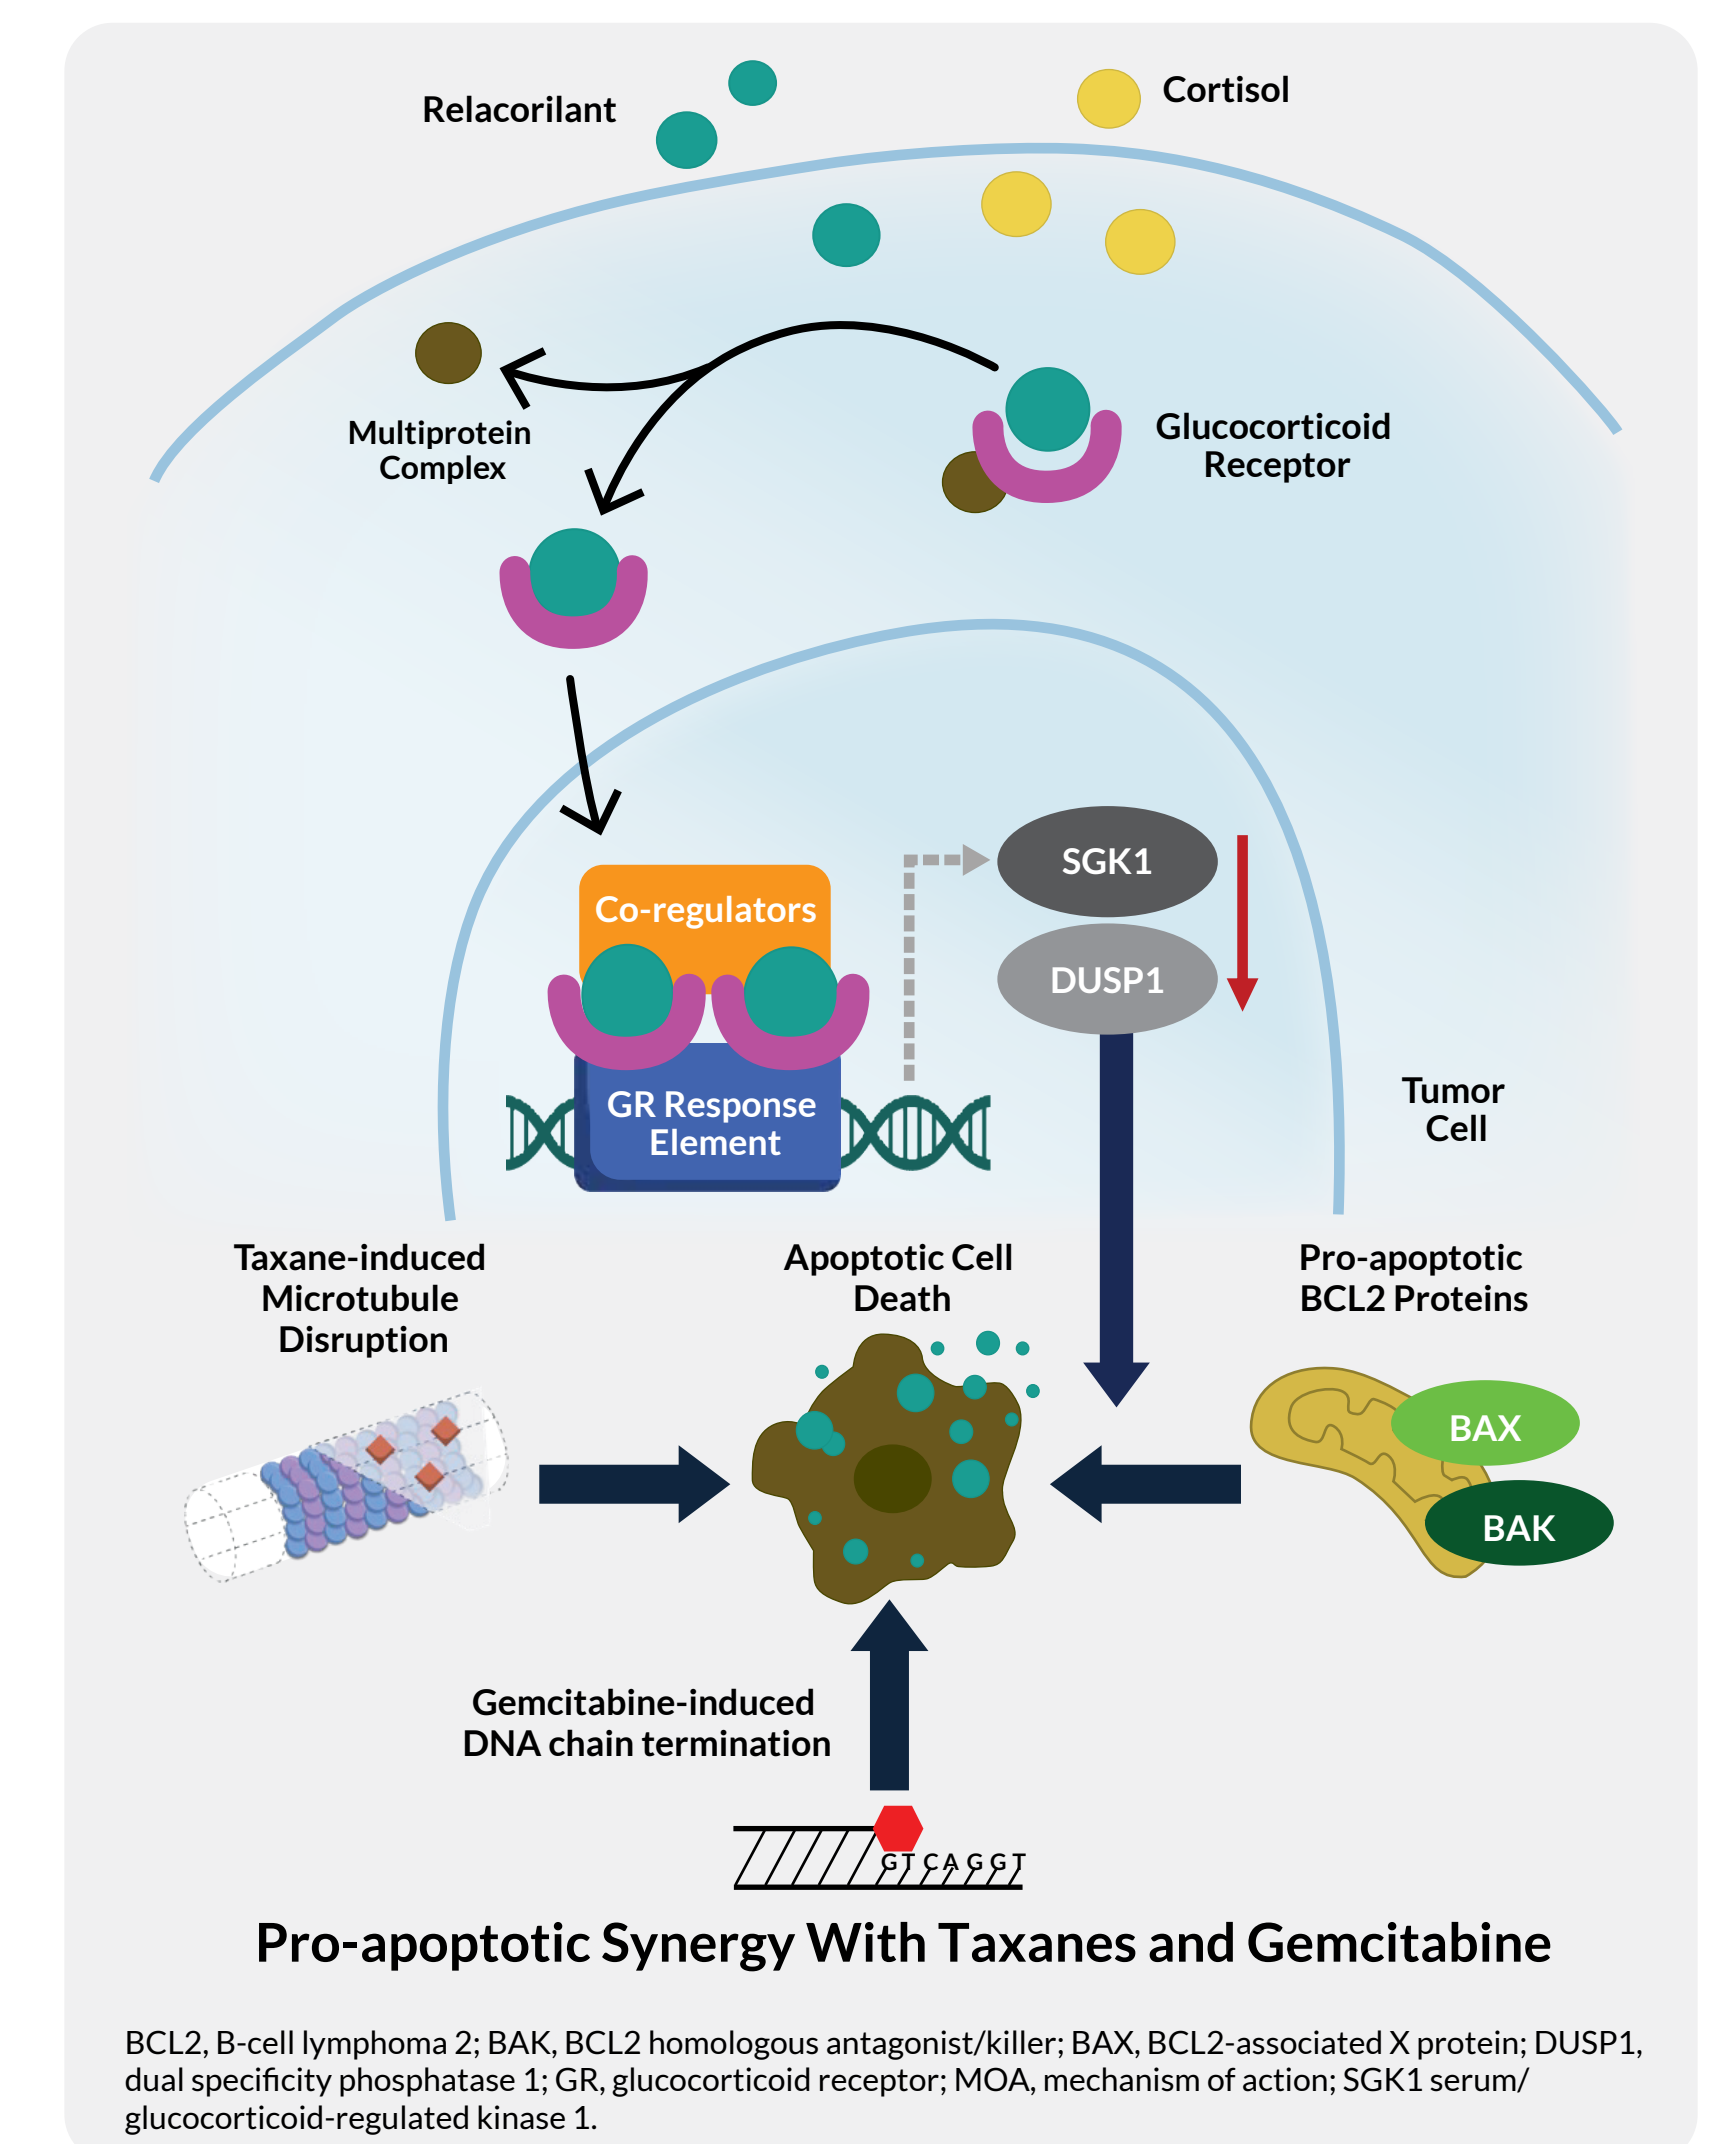 Relacorilant
Cortisol
Multiprotein
Complex
Glucocorticoid
Receptor
SGK1
Co-regulators
DUSP1
GR Response
Element
Tumor
Cell
Taxane-induced
Microtubule
Disruption
Apoptotic Cell
Death
Pro-apoptotic
BCL2 Proteins
BAX
BAK
Gemcitabine-induced
DNA chain termination
G T C A G G T
Pro-apoptotic Synergy With Taxanes and Gemcitabine
BCL2, B-cell lymphoma 2; BAK, BCL2 homologous antagonist/killer; BAX, BCL2-associated X protein; DUSP1,
dual specificity phosphatase 1; GR, glucocorticoid receptor; MOA, mechanism of action; SGK1 serum/
glucocorticoid-regulated kinase 1.